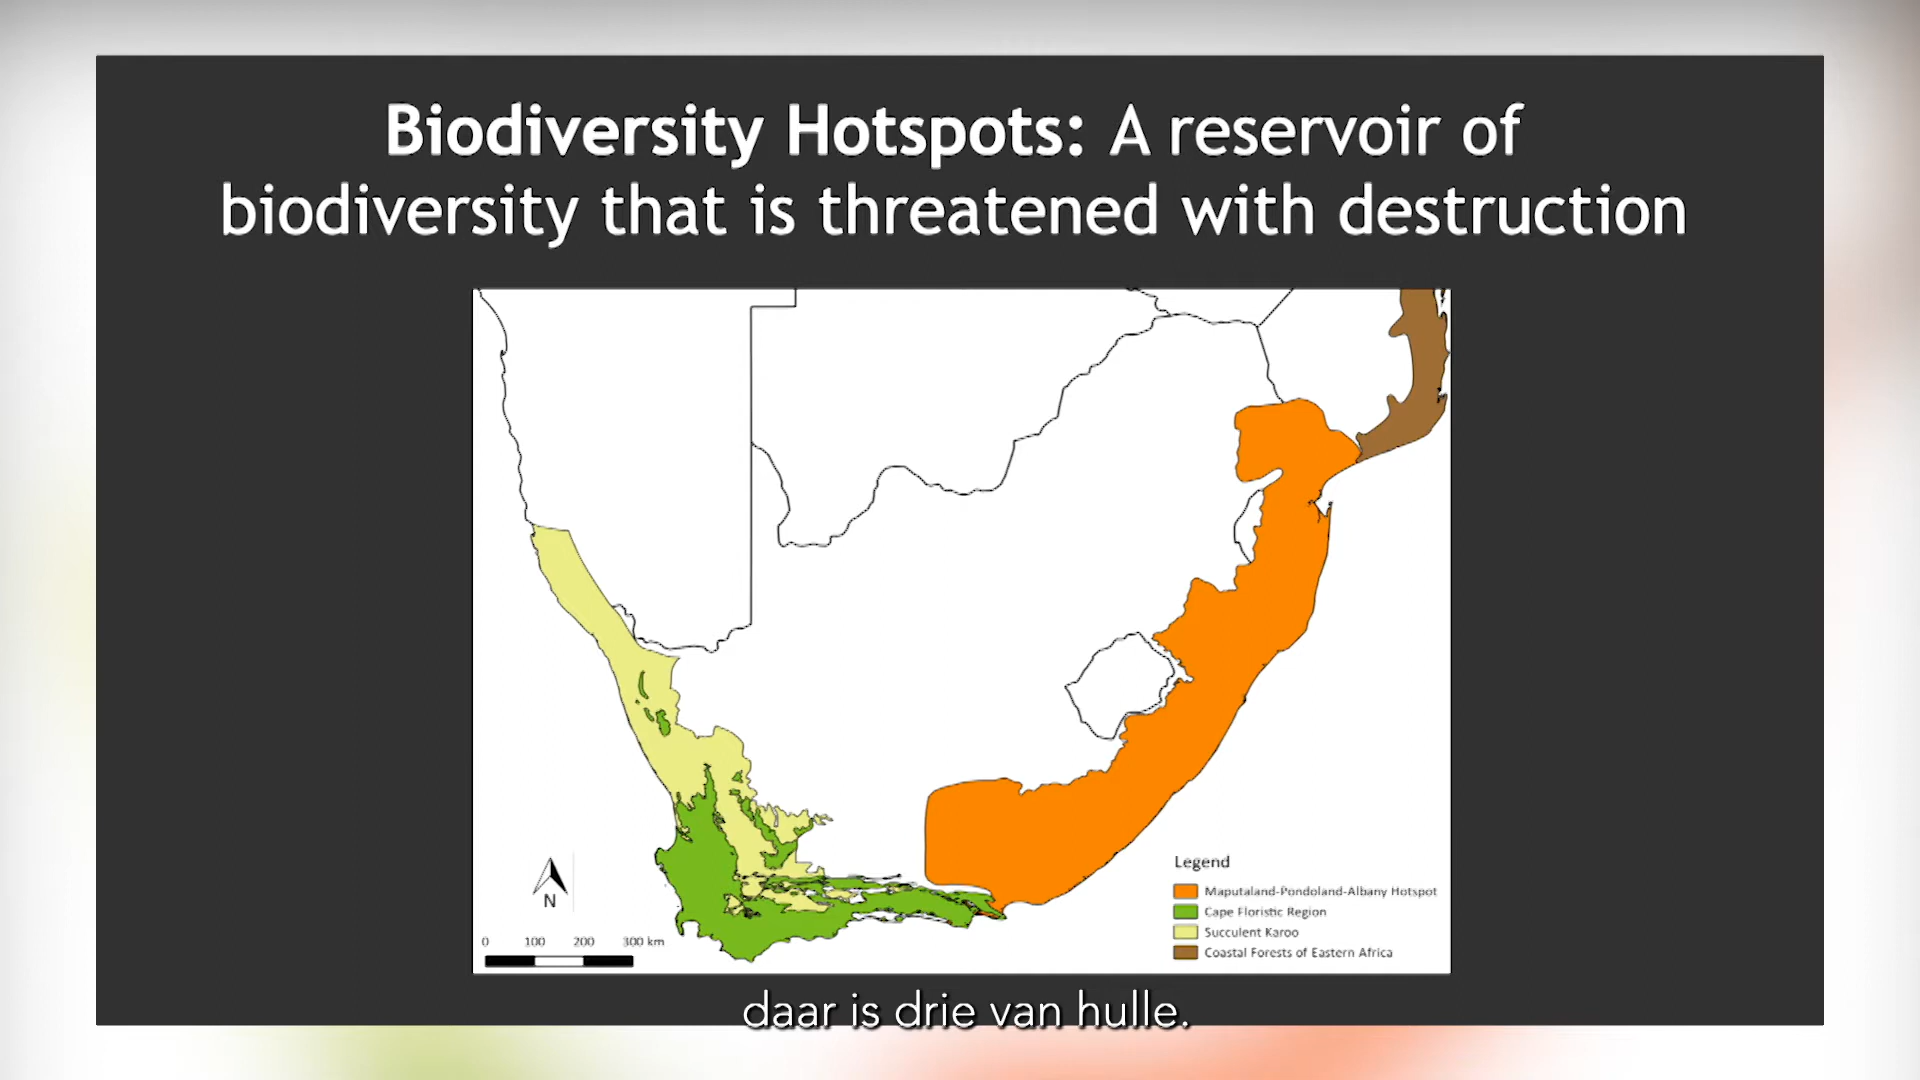 Biodiversity Hotspots: A reservoir of
biodiversity that is threatened with destruction
Legend
Maputaland-Pondoland-Albany Hotspot
Cape Floristic Region
Succulent Karoo
Coastal Forests of Eastern Africa
N
0 100 200 300 km
daar is drie van hulle.